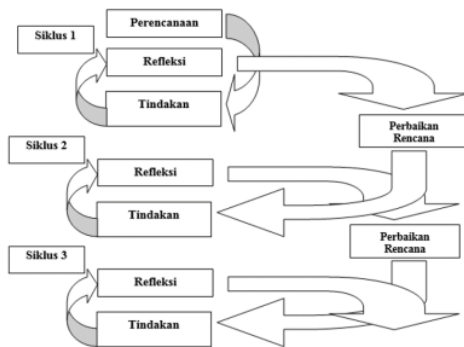 Siklus 1
Perencanaan
Refleksi
Tindakan
Perbaikan
Rencana
Siklus 2
Refleksi
Tindakan
Perbaikan
Rencana
Siklus 3
Refleksi
Tindakan